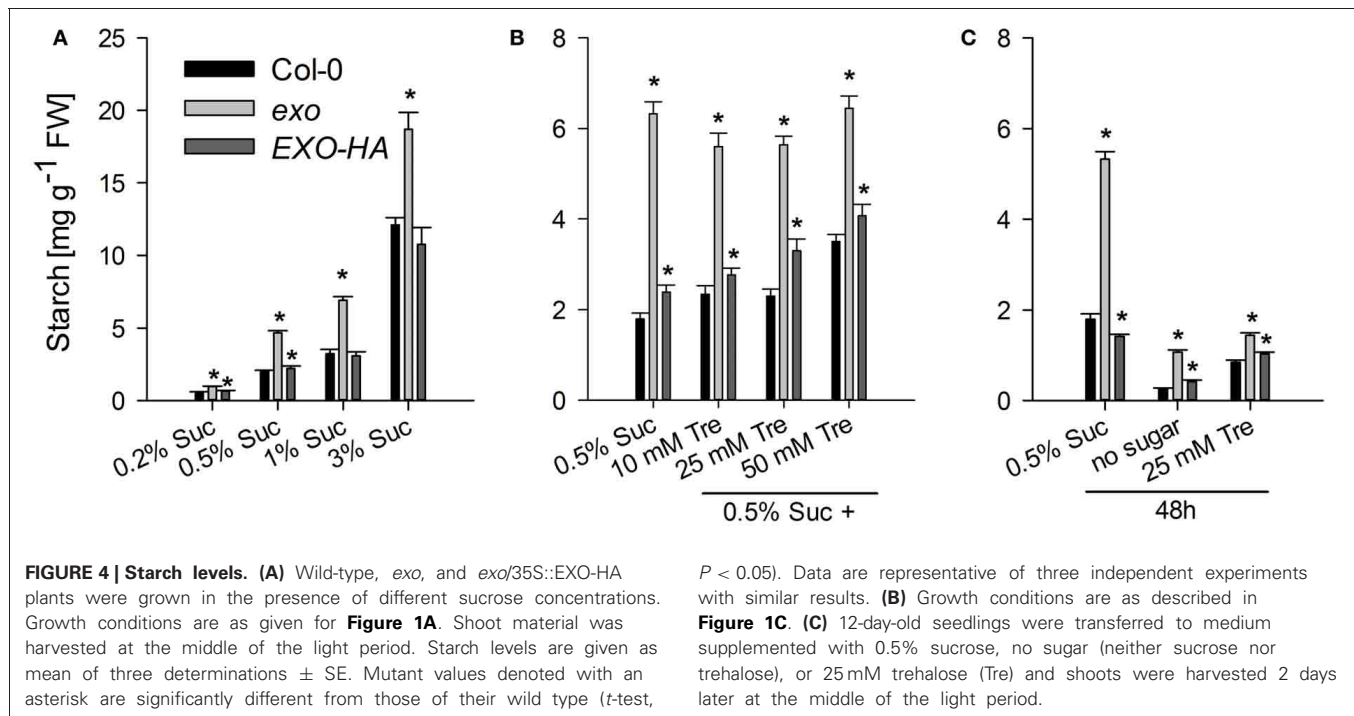 A
B
C
25
20
15
10
5
0
Starch [mg g⁻¹ FW]
Col-0
exo
EXO-HA
*
*
*
*
*
*
0.2% Suc
0.5% Suc
1% Suc
3% Suc
8
6
4
2
0
*
*
*
*
*
*
*
*
0.5% Suc
10 mM Tre
25 mM Tre
50 mM Tre
0.5% Suc +
8
6
4
2
0
*
*
*
*
*
*
0.5% Suc
no sugar
25 mM Tre
48h
FIGURE 4 | Starch levels. (A) Wild-type, exo, and exo/35S::EXO-HA
plants were grown in the presence of different sucrose concentrations.
Growth conditions are as given for Figure 1A. Shoot material was
harvested at the middle of the light period. Starch levels are given as
mean of three determinations ± SE. Mutant values denoted with an
asterisk are significantly different from those of their wild type (t-test,
P < 0.05). Data are representative of three independent experiments
with similar results. (B) Growth conditions are as described in
Figure 1C. (C) 12-day-old seedlings were transferred to medium
supplemented with 0.5% sucrose, no sugar (neither sucrose nor
trehalose), or 25 mM trehalose (Tre) and shoots were harvested 2 days
later at the middle of the light period.